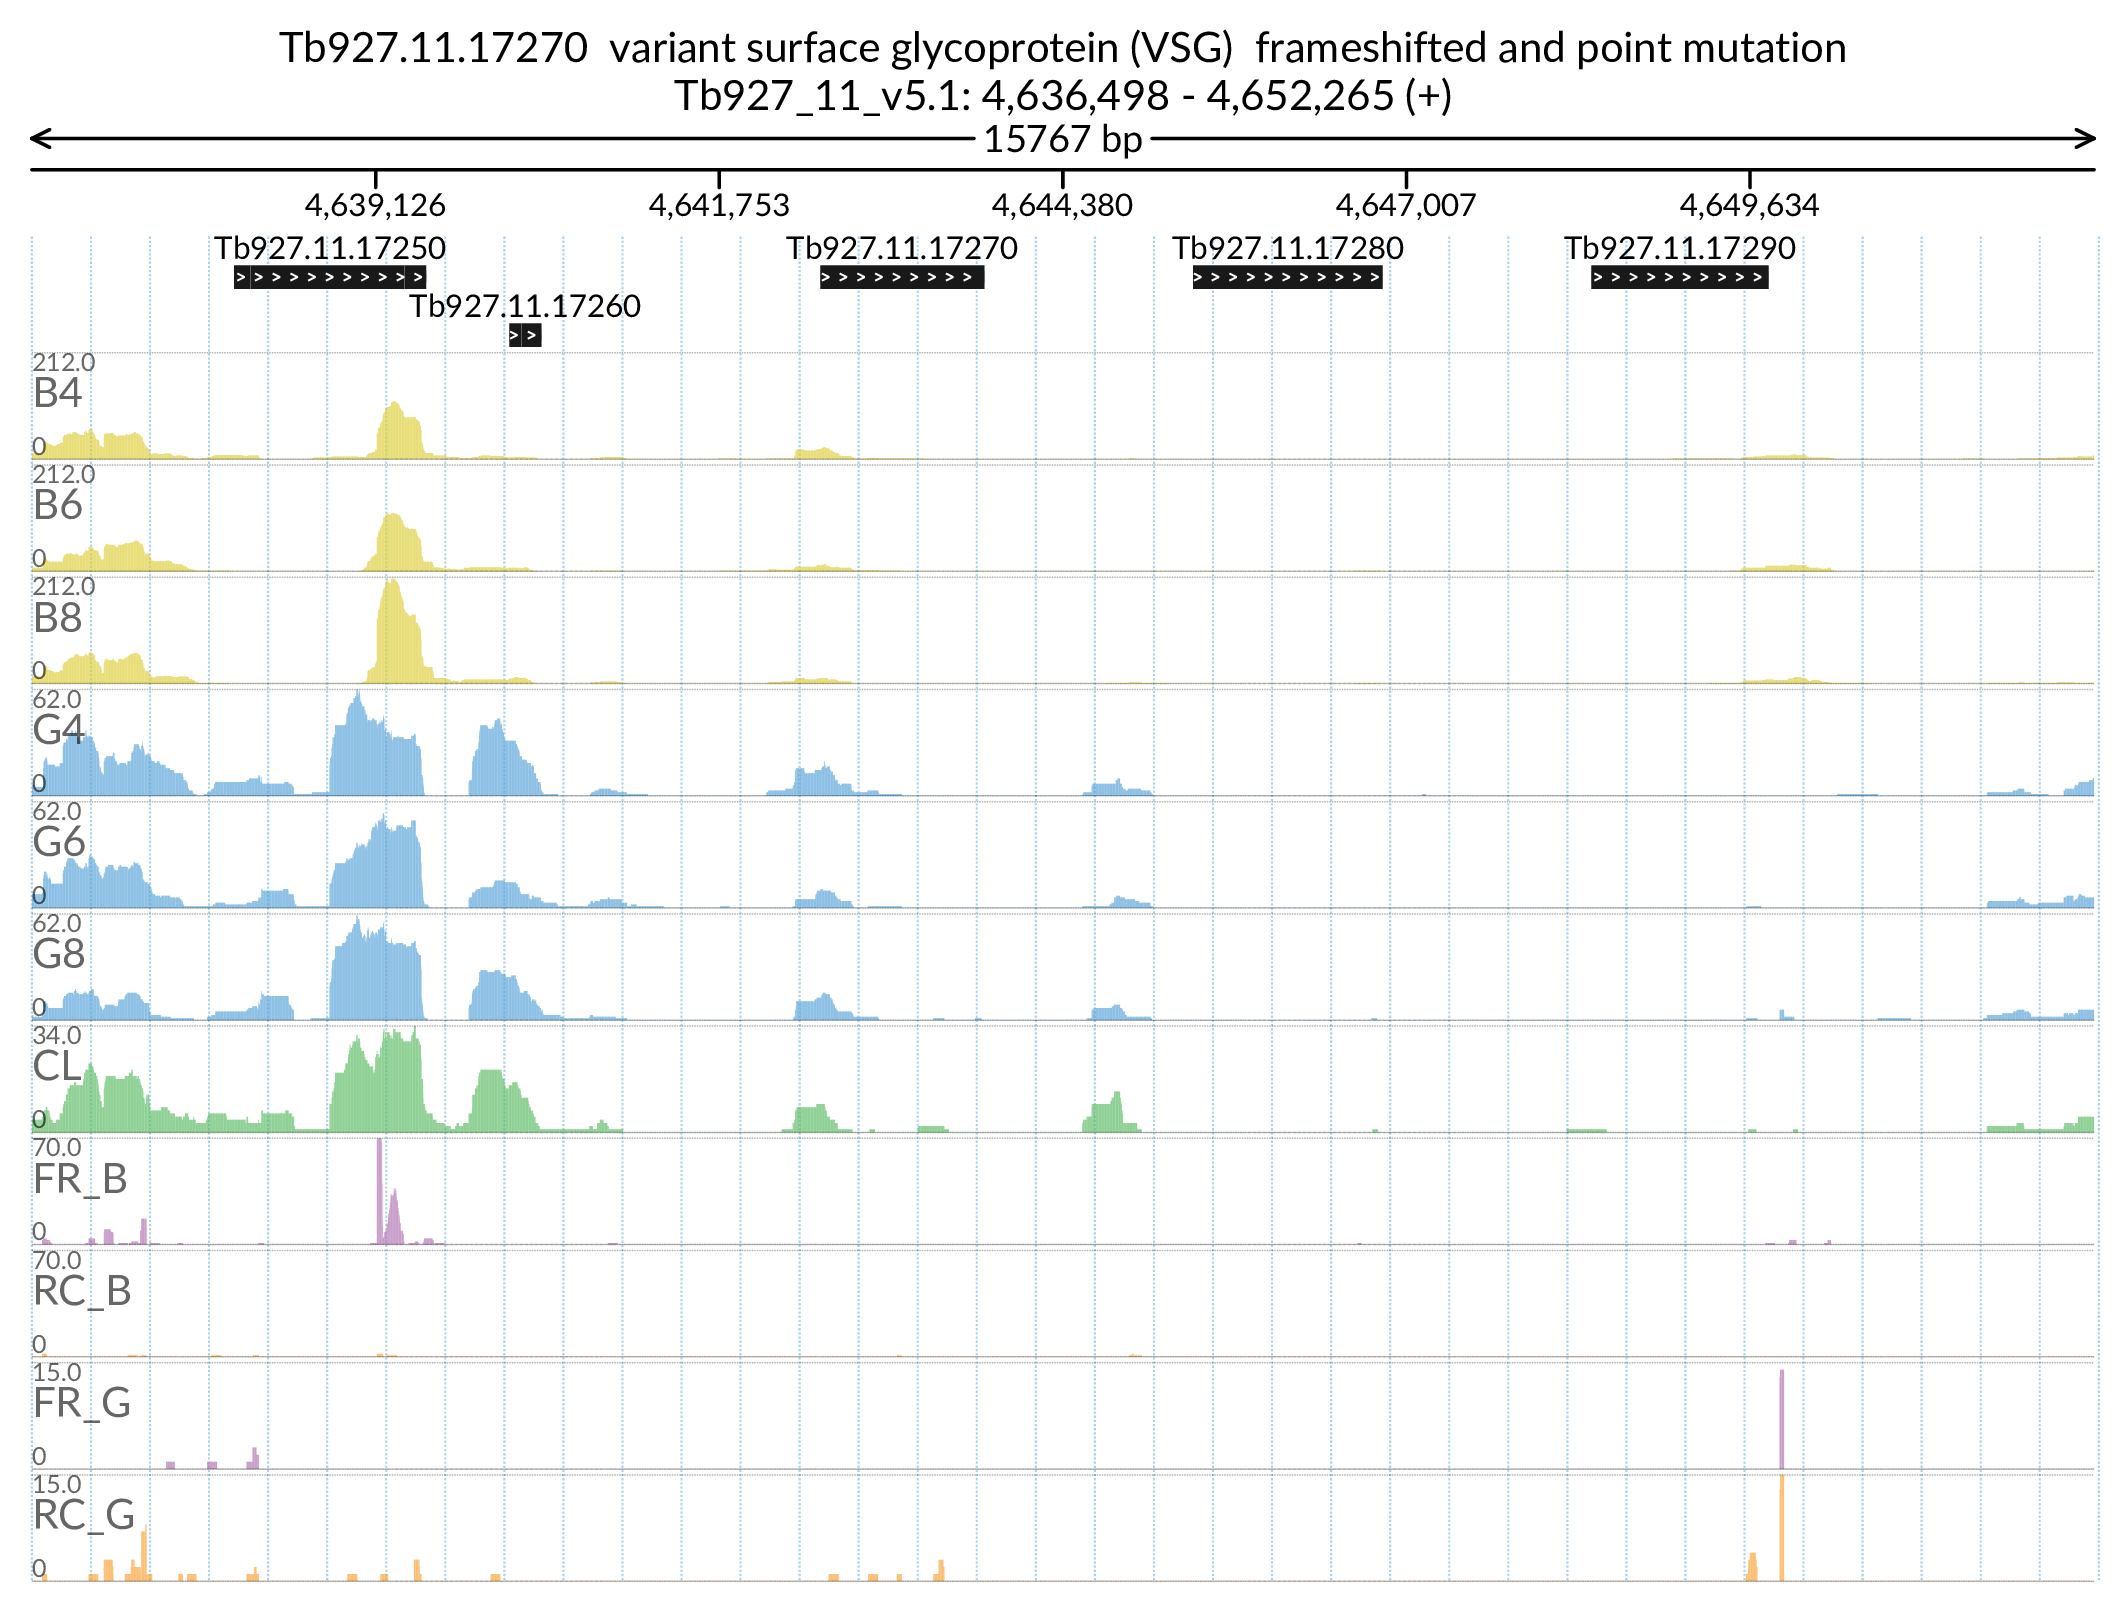 Tb927.11.17270 variant surface glycoprotein (VSG) frameshifted and point mutation
Tb927_11_v5.1: 4,636,498 - 4,652,265 (+)
15767 bp
4,639,126 4,641,753 4,644,380 4,647,007 4,649,634
Tb927.11.17250 Tb927.11.17270 Tb927.11.17280 Tb927.11.17290
Tb927.11.17260
212.0
B4
0
212.0
B6
0
212.0
B8
0
62.0
G4
0
62.0
G6
0
62.0
G8
0
34.0
CL
0
70.0
FR_B
0
70.0
RC_B
0
15.0
FR_G
0
15.0
RC_G
0